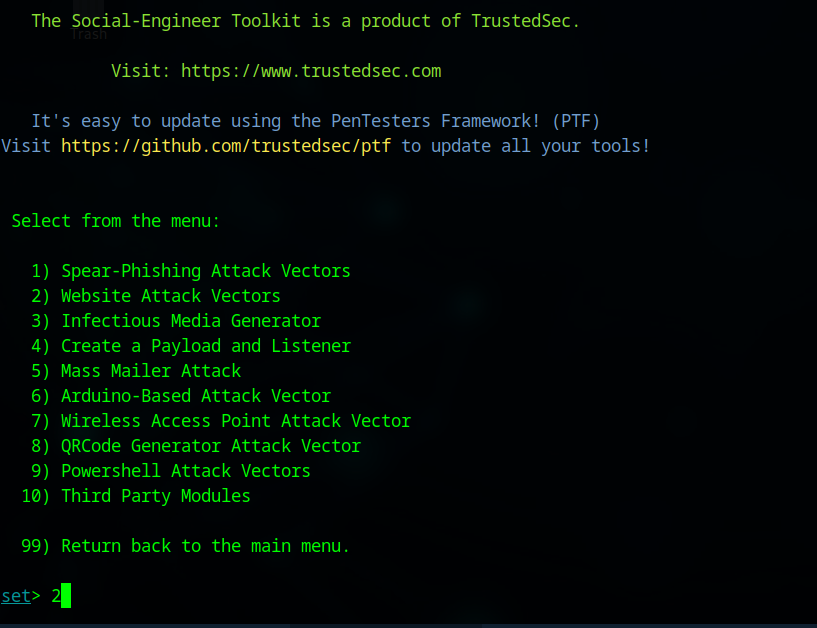 The Social-Engineer Toolkit is a product of TrustedSec.
Trash
Visit: https://www.trustedsec.com
It's easy to update using the PenTesters Framework! (PTF)
Visit https://github.com/trustedsec/ptf to update all your tools!
Select from the menu:
1) Spear-Phishing Attack Vectors
2) Website Attack Vectors
3) Infectious Media Generator
4) Create a Payload and Listener
5) Mass Mailer Attack
6) Arduino-Based Attack Vector
7) Wireless Access Point Attack Vector
8) QRCode Generator Attack Vector
9) Powershell Attack Vectors
10) Third Party Modules
99) Return back to the main menu.
set> 2